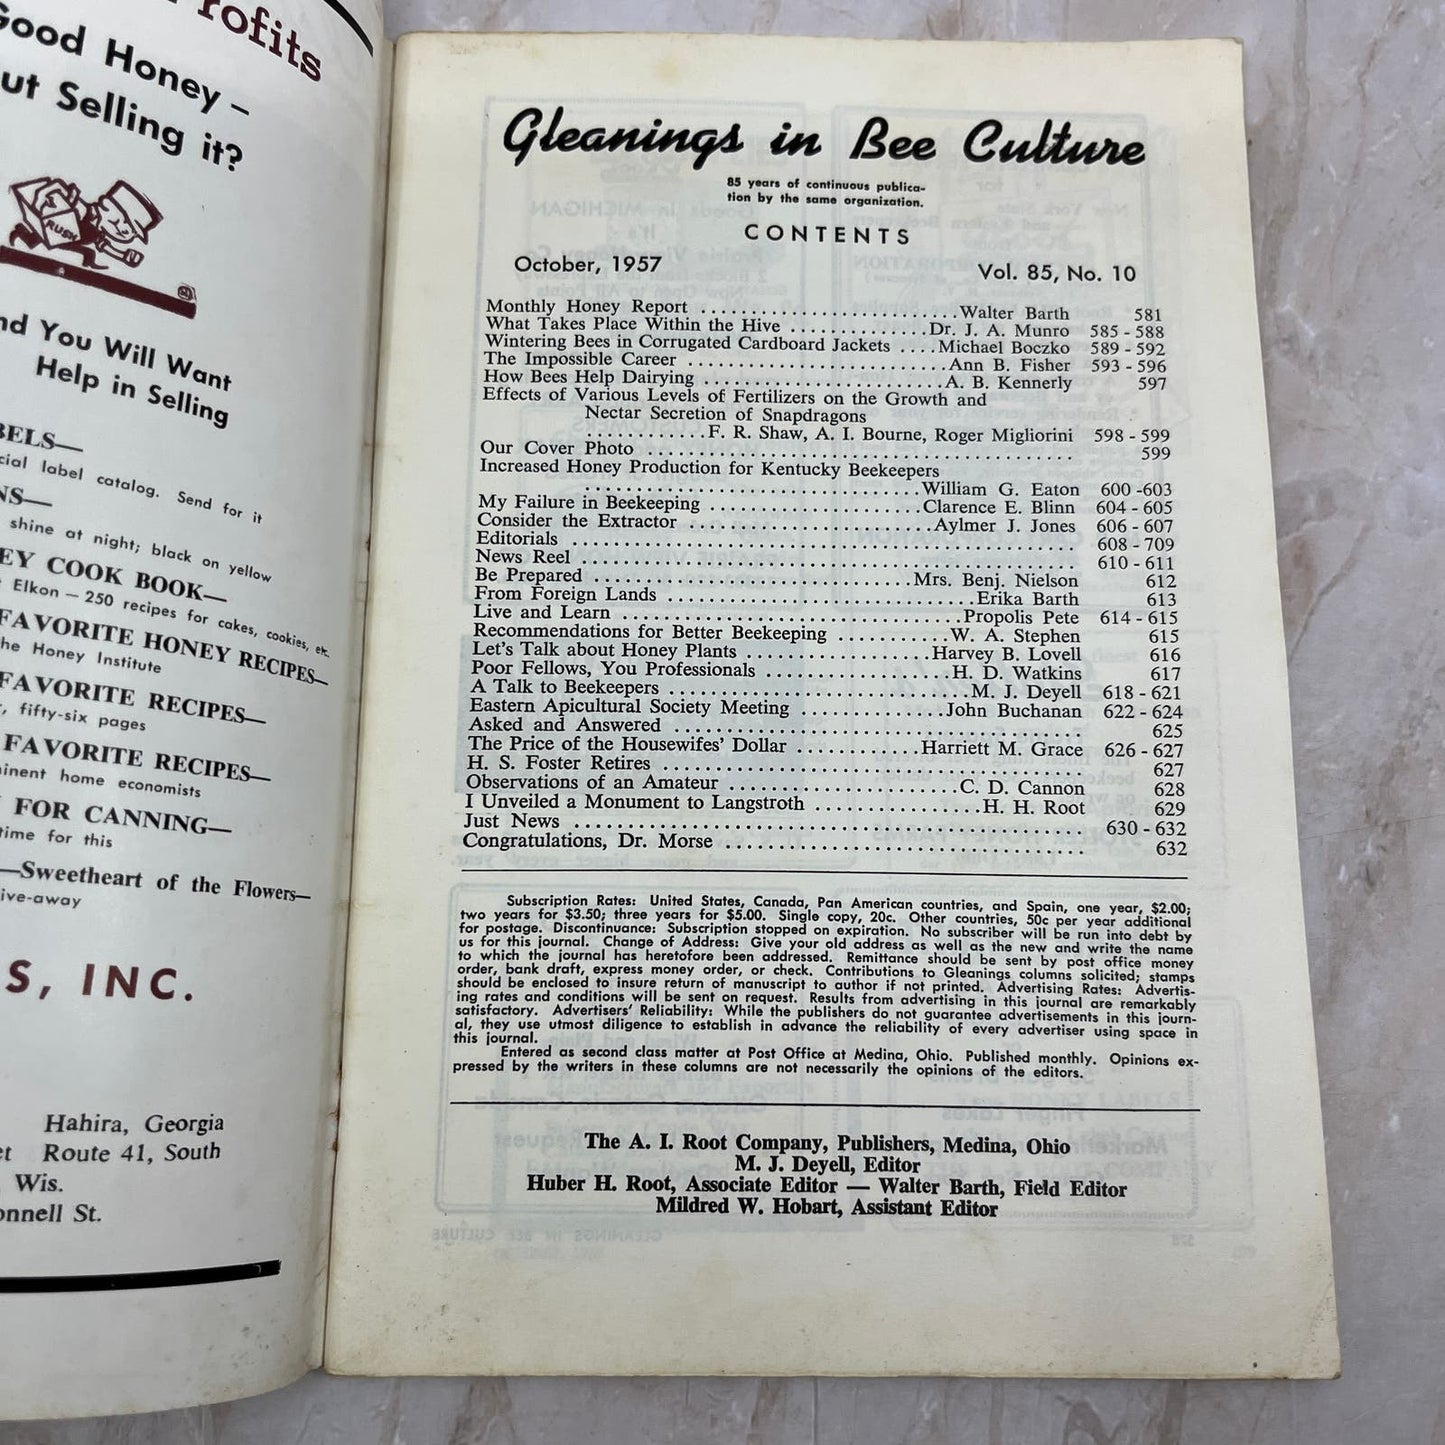 Profits
Good Honey –
ut Selling it?
RUSH
nd You Will Want
Help in Selling
BELS—
cial label catalog. Send for it
NS—
shine at night; black on yellow
EY COOK BOOK—
Elkon — 250 recipes for cakes, cookies, etc.
FAVORITE HONEY RECIPES—
the Honey Institute
FAVORITE RECIPES—
, fifty-six pages
FAVORITE RECIPES—
inent home economists
FOR CANNING—
time for this
—Sweetheart of the Flowers—
ive-away
S, INC.
Hahira, Georgia
et Route 41, South
, Wis.
onnell St.
Gleanings in Bee Culture
85 years of continuous publica-
tion by the same organization.
CONTENTS
October, 1957 Vol. 85, No. 10
Monthly Honey Report ........ Walter Barth 581
What Takes Place Within the Hive ........ Dr. J. A. Munro 585 - 588
Wintering Bees in Corrugated Cardboard Jackets .... Michael Boczko 589 - 592
The Impossible Career ........ Ann B. Fisher 593 - 596
How Bees Help Dairying ........ A. B. Kennerly 597
Effects of Various Levels of Fertilizers on the Growth and
Nectar Secretion of Snapdragons
............ F. R. Shaw, A. I. Bourne, Roger Migliorini 598 - 599
Our Cover Photo ........ 599
Increased Honey Production for Kentucky Beekeepers
........ William G. Eaton 600 -603
My Failure in Beekeeping ........ Clarence E. Blinn 604 - 605
Consider the Extractor ........ Aylmer J. Jones 606 - 607
Editorials ........ 608 - 709
News Reel ........ 610 - 611
Be Prepared ........ Mrs. Benj. Nielson 612
From Foreign Lands ........ Erika Barth 613
Live and Learn ........ Propolis Pete 614 - 615
Recommendations for Better Beekeeping ........ W. A. Stephen 615
Let's Talk about Honey Plants ........ Harvey B. Lovell 616
Poor Fellows, You Professionals ........ H. D. Watkins 617
A Talk to Beekeepers ........ M. J. Deyell 618 - 621
Eastern Apicultural Society Meeting ........ John Buchanan 622 - 624
Asked and Answered ........ 625
The Price of the Housewifes' Dollar ........ Harriett M. Grace 626 - 627
H. S. Foster Retires ........ 627
Observations of an Amateur ........ C. D. Cannon 628
I Unveiled a Monument to Langstroth ........ H. H. Root 629
Just News ........ 630 - 632
Congratulations, Dr. Morse ........ 632
Subscription Rates: United States, Canada, Pan American countries, and Spain, one year, $2.00;
two years for $3.50; three years for $5.00. Single copy, 20c. Other countries, 50c per year additional
for postage. Discontinuance: Subscription stopped on expiration. No subscriber will be run into debt by
us for this journal. Change of Address: Give your old address as well as the new and write the name
to which the journal has heretofore been addressed. Remittance should be sent by post office money
order, bank draft, express money order, or check. Contributions to Gleanings columns solicited; stamps
should be enclosed to insure return of manuscript to author if not printed. Advertising Rates: Advertis-
ing rates and conditions will be sent on request. Results from advertising in this journal are remarkably
satisfactory. Advertisers' Reliability: While the publishers do not guarantee advertisements in this journ-
al, they use utmost diligence to establish in advance the reliability of every advertiser using space in
this journal.
Entered as second class matter at Post Office at Medina, Ohio. Published monthly. Opinions ex-
pressed by the writers in these columns are not necessarily the opinions of the editors.
The A. I. Root Company, Publishers, Medina, Ohio
M. J. Deyell, Editor
Huber H. Root, Associate Editor — Walter Barth, Field Editor
Mildred W. Hobart, Assistant Editor